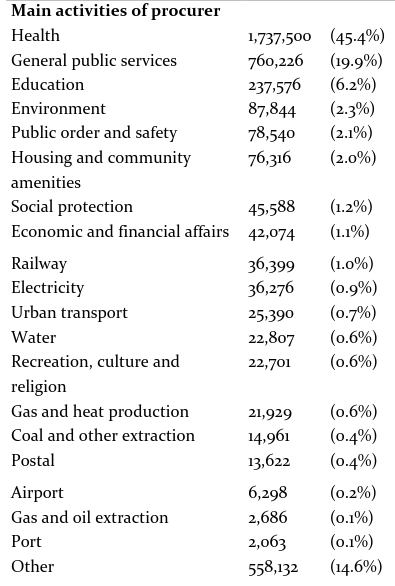 Main activities of procurer
Health 1,737,500 (45.4%)
General public services 760,226 (19.9%)
Education 237,576 (6.2%)
Environment 87,844 (2.3%)
Public order and safety 78,540 (2.1%)
Housing and community 76,316 (2.0%)
amenities
Social protection 45,588 (1.2%)
Economic and financial affairs 42,074 (1.1%)
Railway 36,399 (1.0%)
Electricity 36,276 (0.9%)
Urban transport 25,390 (0.7%)
Water 22,807 (0.6%)
Recreation, culture and 22,701 (0.6%)
religion
Gas and heat production 21,929 (0.6%)
Coal and other extraction 14,961 (0.4%)
Postal 13,622 (0.4%)
Airport 6,298 (0.2%)
Gas and oil extraction 2,686 (0.1%)
Port 2,063 (0.1%)
Other 558,132 (14.6%)